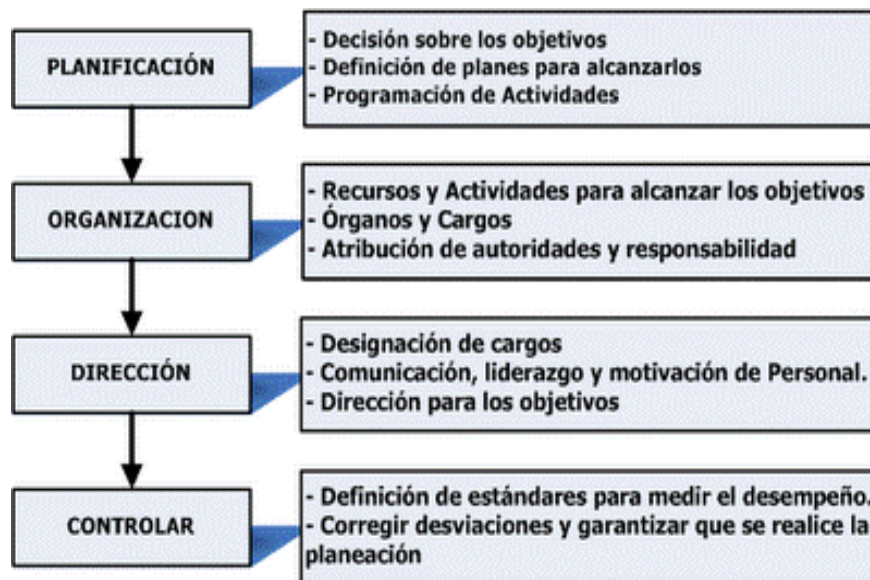 PLANIFICACIÓN
- Decisión sobre los objetivos
- Definición de planes para alcanzarlos
- Programación de Actividades
ORGANIZACION
- Recursos y Actividades para alcanzar los objetivos
- Órganos y Cargos
- Atribución de autoridades y responsabilidad
DIRECCIÓN
- Designación de cargos
- Comunicación, liderazgo y motivación de Personal.
- Dirección para los objetivos
CONTROLAR
- Definición de estándares para medir el desempeño.
- Corregir desviaciones y garantizar que se realice la
planeación